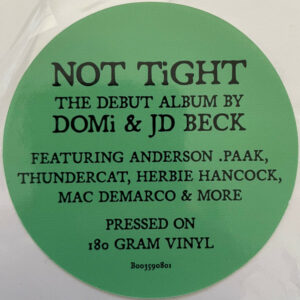 NOT TiGHT
THE DEBUT ALBUM BY
DOMi & JD BECK
FEATURING ANDERSON .PAAK,
THUNDERCAT, HERBIE HANCOCK,
MAC DEMARCO & MORE
PRESSED ON
180 GRAM VINYL
B003590801